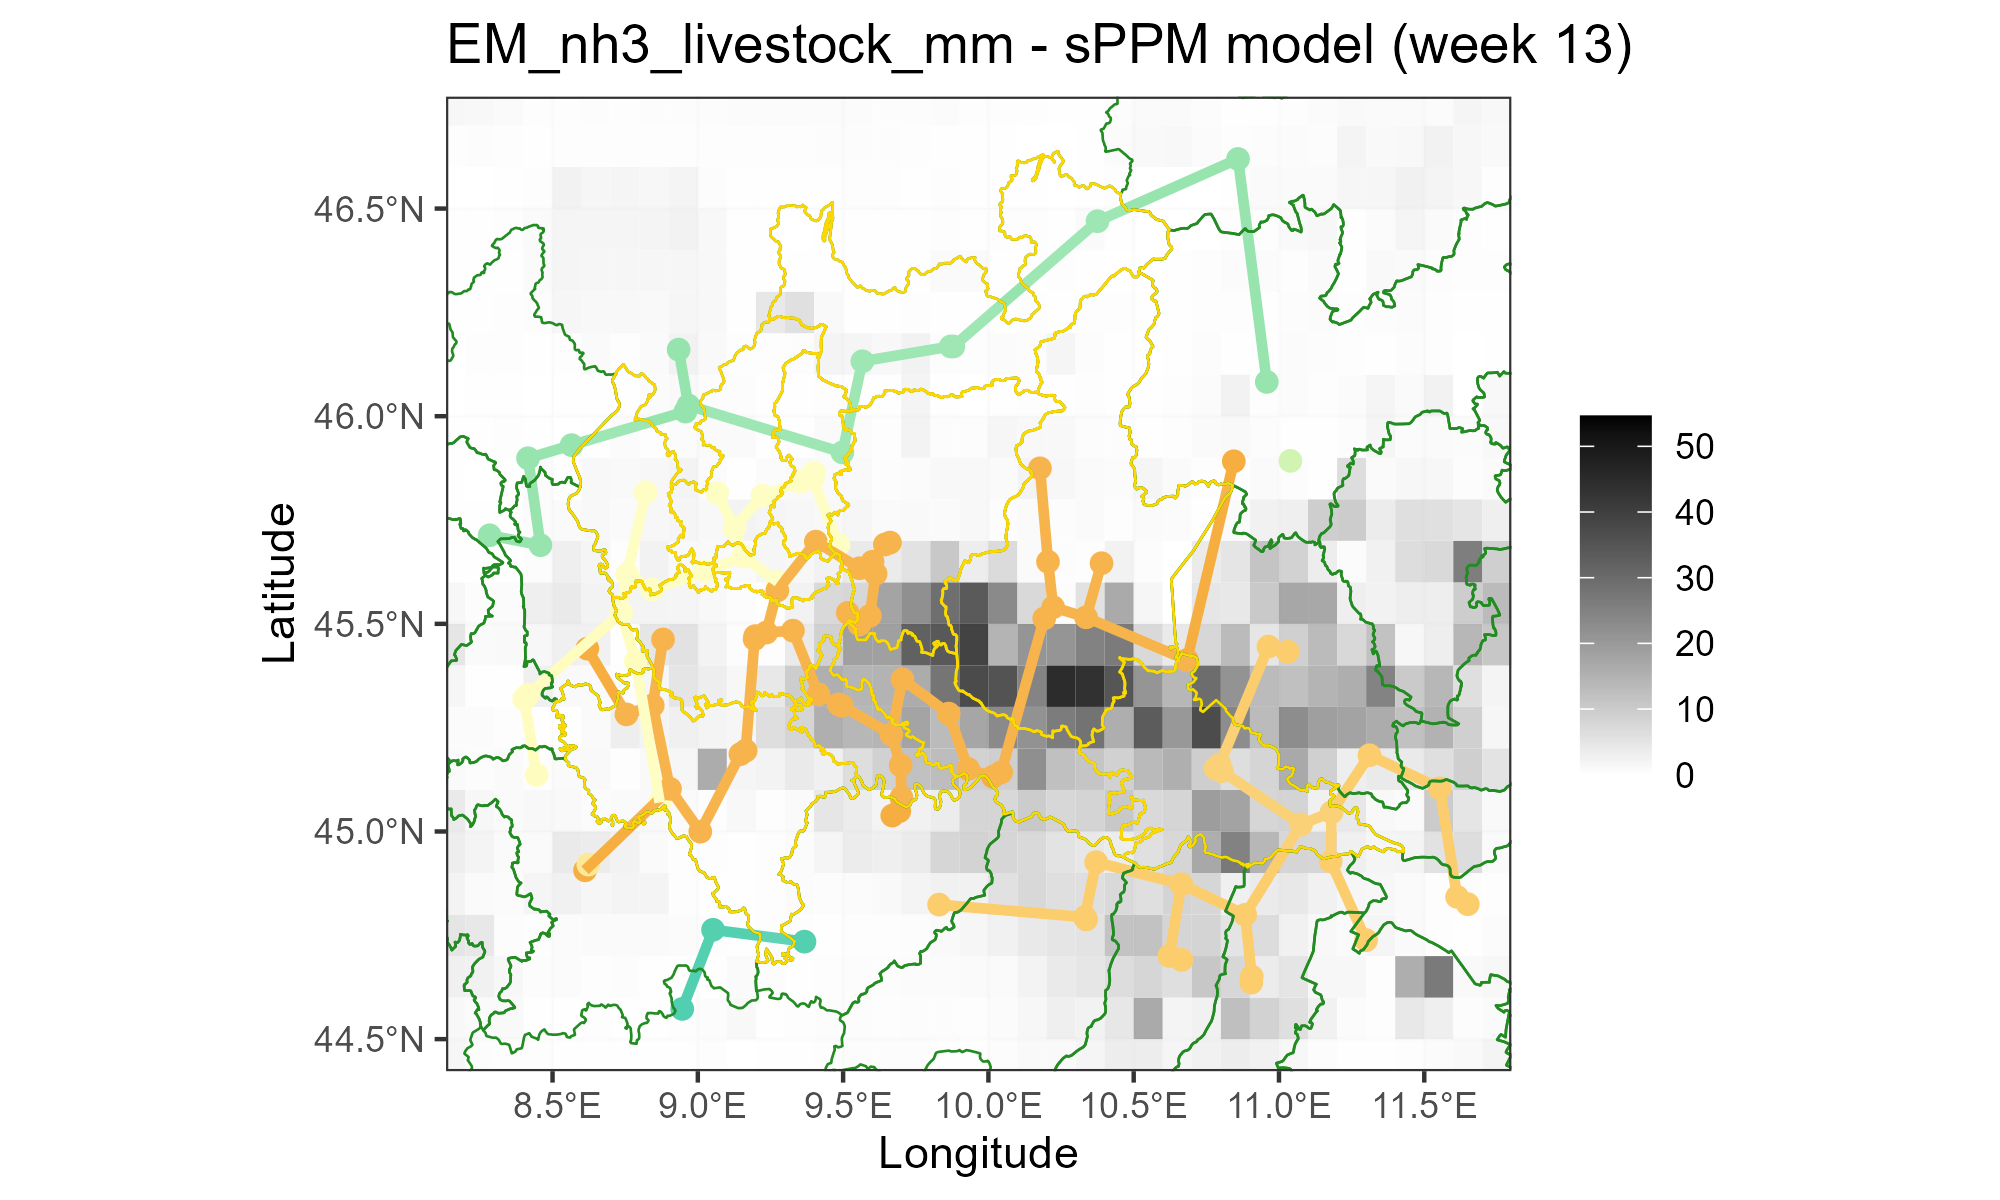 EM_nh3_livestock_mm - sPPM model (week 13)
46.5°N
46.0°N
45.5°N
45.0°N
44.5°N
Latitude
8.5°E 9.0°E 9.5°E 10.0°E 10.5°E 11.0°E 11.5°E
Longitude
50
40
30
20
10
0